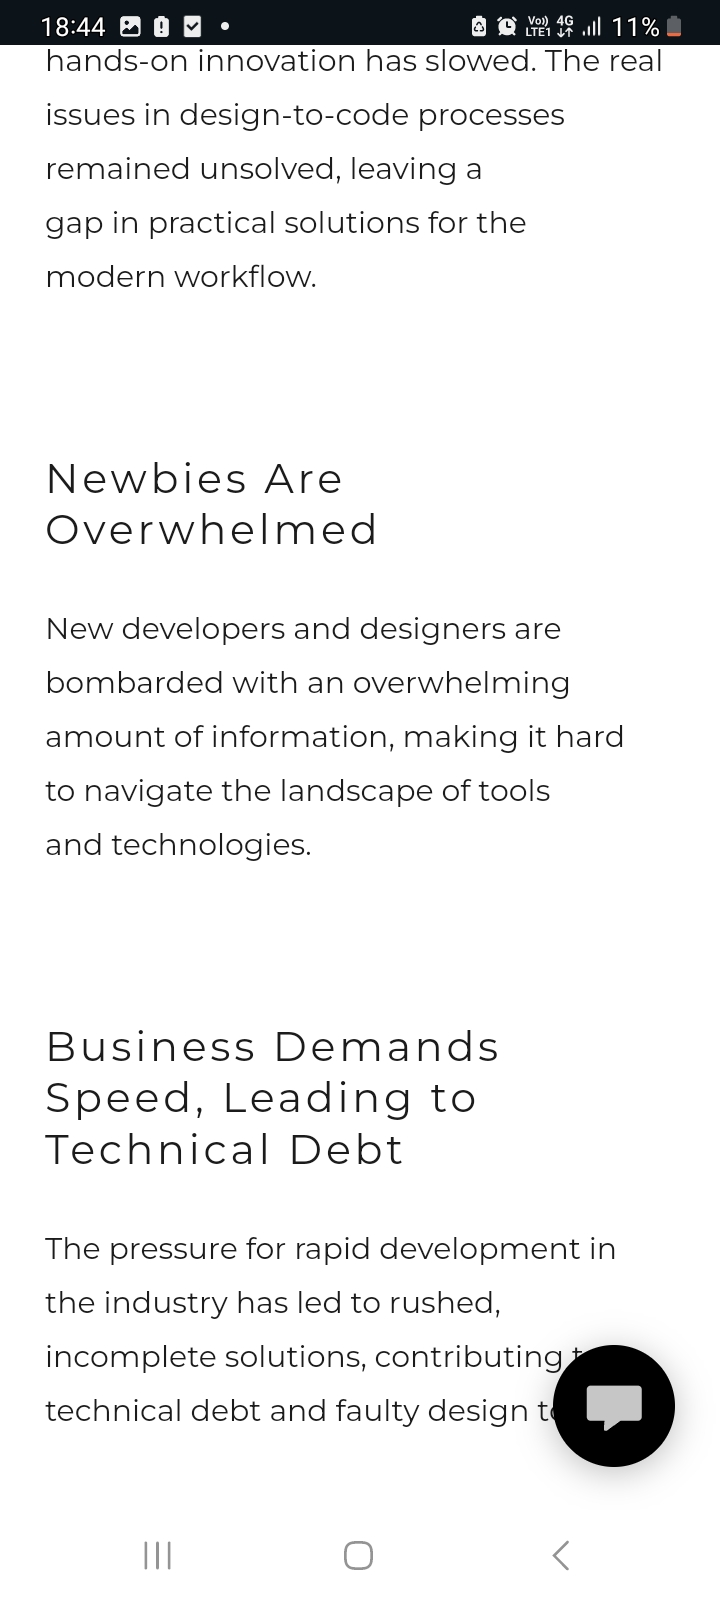 18:44
Vo)) 4G
LTE1
11%
hands-on innovation has slowed. The real
issues in design-to-code processes
remained unsolved, leaving a
gap in practical solutions for the
modern workflow.
Newbies Are
Overwhelmed
New developers and designers are
bombarded with an overwhelming
amount of information, making it hard
to navigate the landscape of tools
and technologies.
Business Demands
Speed, Leading to
Technical Debt
The pressure for rapid development in
the industry has led to rushed,
incomplete solutions, contributing
technical debt and faulty design